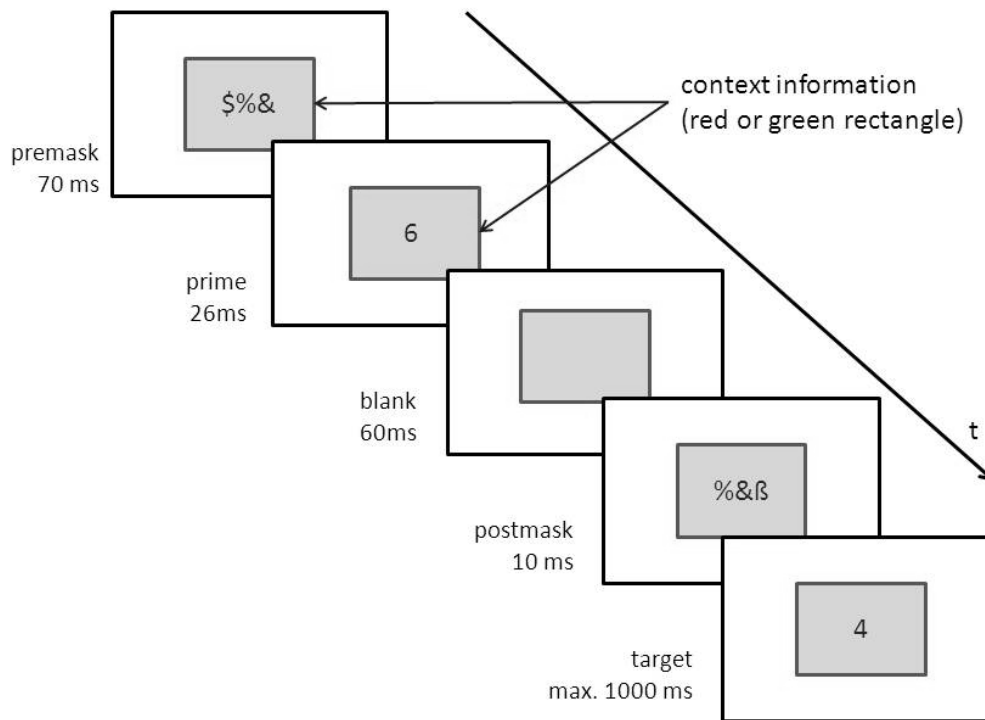 $%&
context information
(red or green rectangle)
premask
70 ms
6
prime
26ms
blank
60ms
t
%&ß
postmask
10 ms
4
target
max. 1000 ms